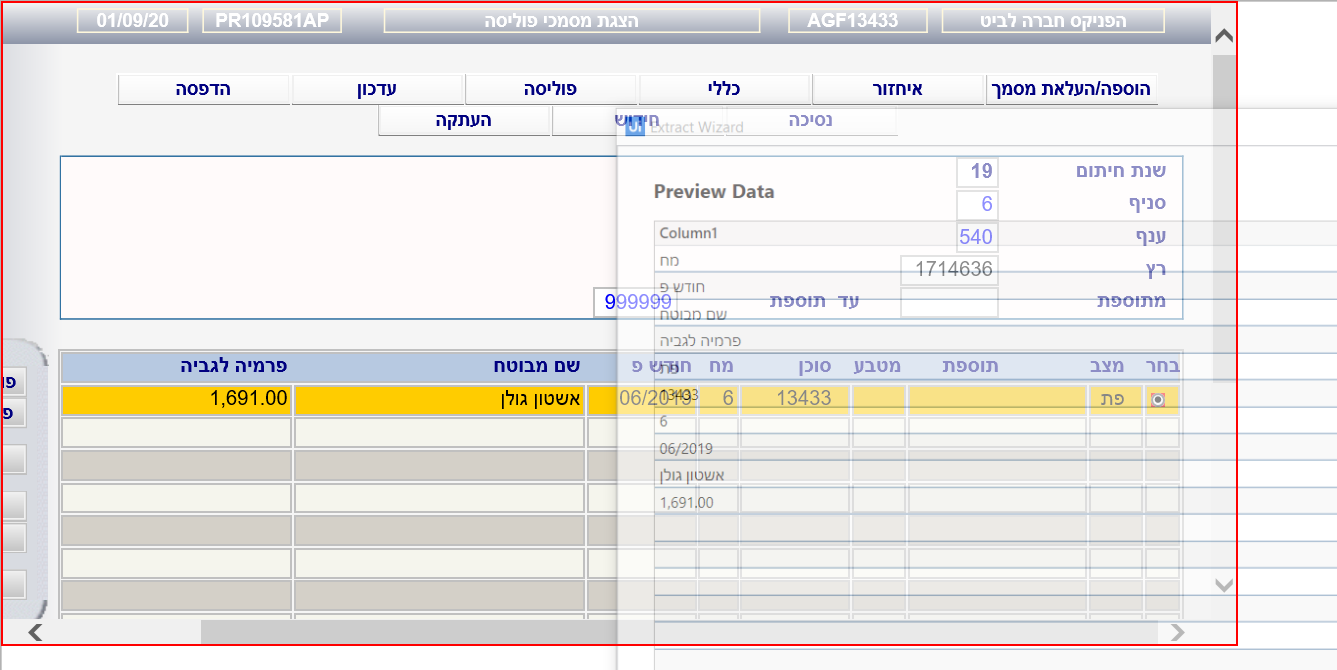 הפניקס חברה לביט AGF13433 הצגת מסמכי פוליסה PR109581AP 01/09/20
הוספה/העלאת מסמך איחזור כללי פוליסה עדכון הדפסה
נסיכה חידוש העתקה
Extract Wizard
Preview Data
שנת חיתום 19
סניף 6
ענף 540
רץ 1714636
מתוספת עד תוספת 999999
בחר מצב תוספת מטבע סוכן מח חודש פ שם מבוטח פרמיה לגביה
פת 13433 6 06/2019 אשטון גולן 1,691.00
Column1
מח
חודש פ
שם מבוטח
פרמיה לגביה
פת
13433
6
06/2019
אשטון גולן
1,691.00